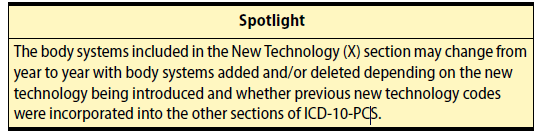 Spotlight
The body systems included in the New Technology (X) section may change from
year to year with body systems added and/or deleted depending on the new
technology being introduced and whether previous new technology codes
were incorporated into the other sections of ICD-10-PCS.